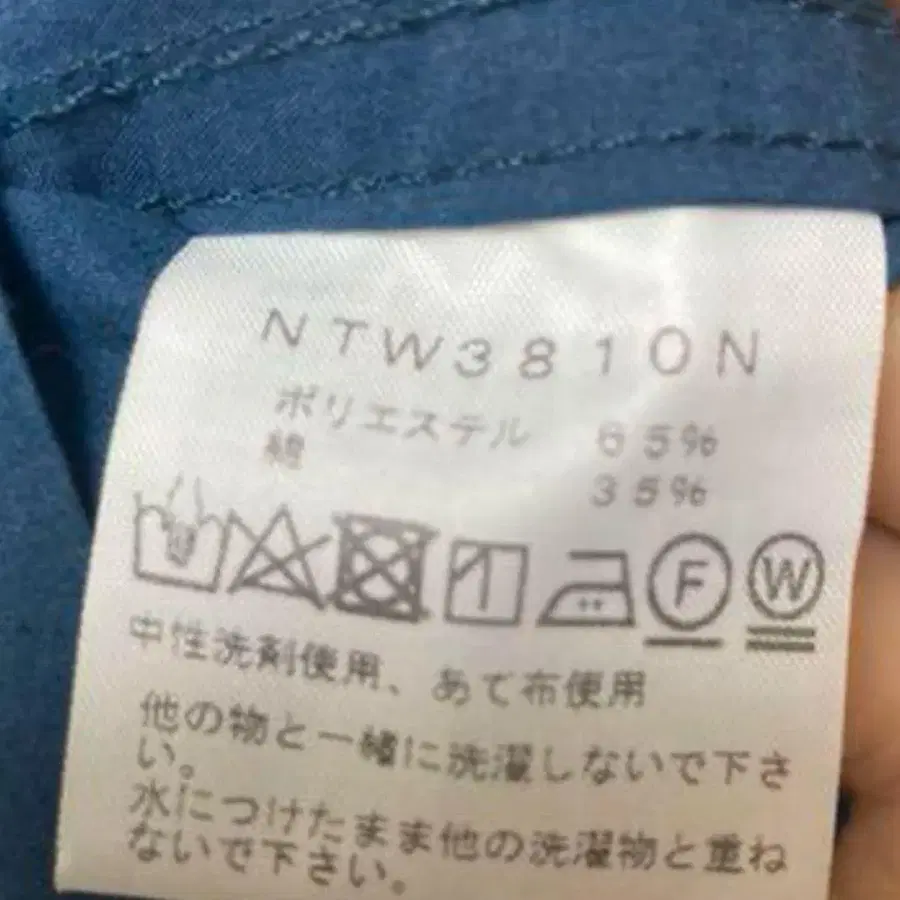 NTW3810N
ポリエステル 65%
綿 35%
F W
中性洗剤使用、あて布使用
他の物と一緒に洗濯しないで下さ
い。
水につけたまま他の洗濯物と重ね
ないで下さい。